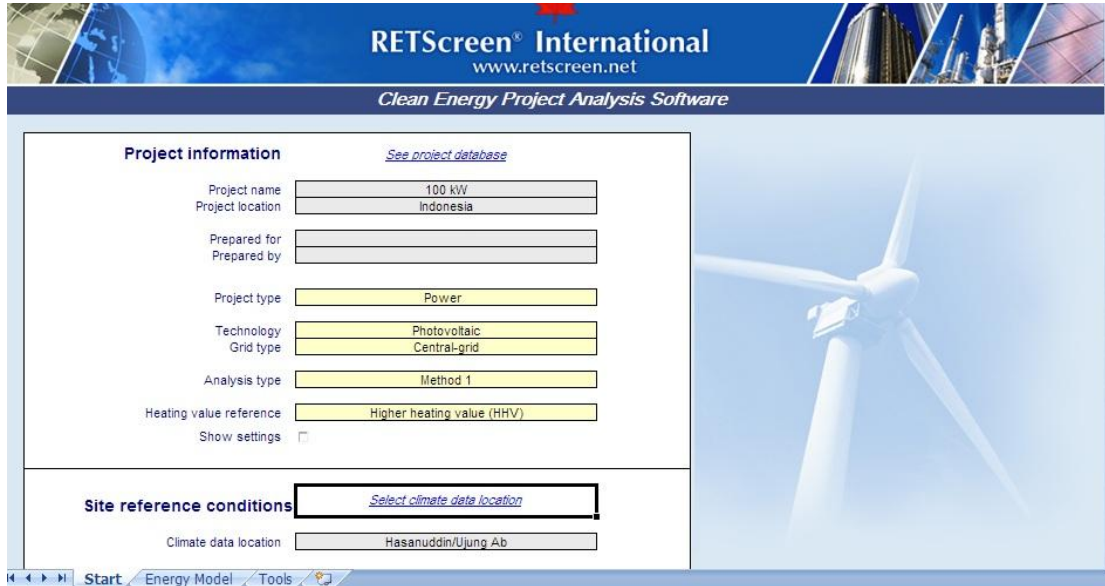 RETScreen® International
www.retscreen.net
Clean Energy Project Analysis Software
Project information See project database
Project name 100 kW
Project location Indonesia
Prepared for
Prepared by
Project type Power
Technology Photovoltaic
Grid type Central-grid
Analysis type Method 1
Heating value reference Higher heating value (HHV)
Show settings
Site reference conditions Select climate data location
Climate data location Hasanuddin/Ujung Ab
Start Energy Model Tools